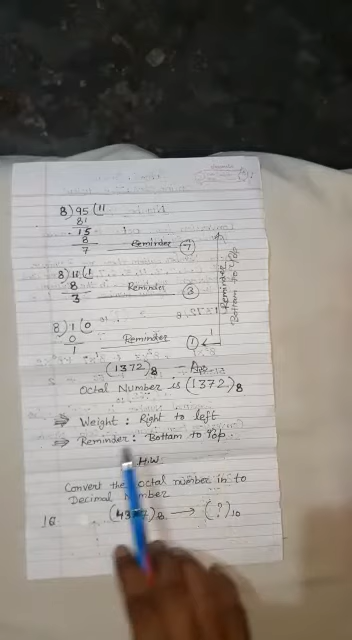 8) 95 (11
8↓
15
8
7 Reminder 7
8) 11 (1
8
3 Reminder 3
8) 1 (0
0
1 Reminder 1
Reminder
Bottom to Top
(1372)8
Octal Number is (1372)8
⇒ Weight : Right to left
⇒ Reminder : Bottom to Top.
H.W.
Convert the octal number in to
Decimal Number
16
)8 → (?)10